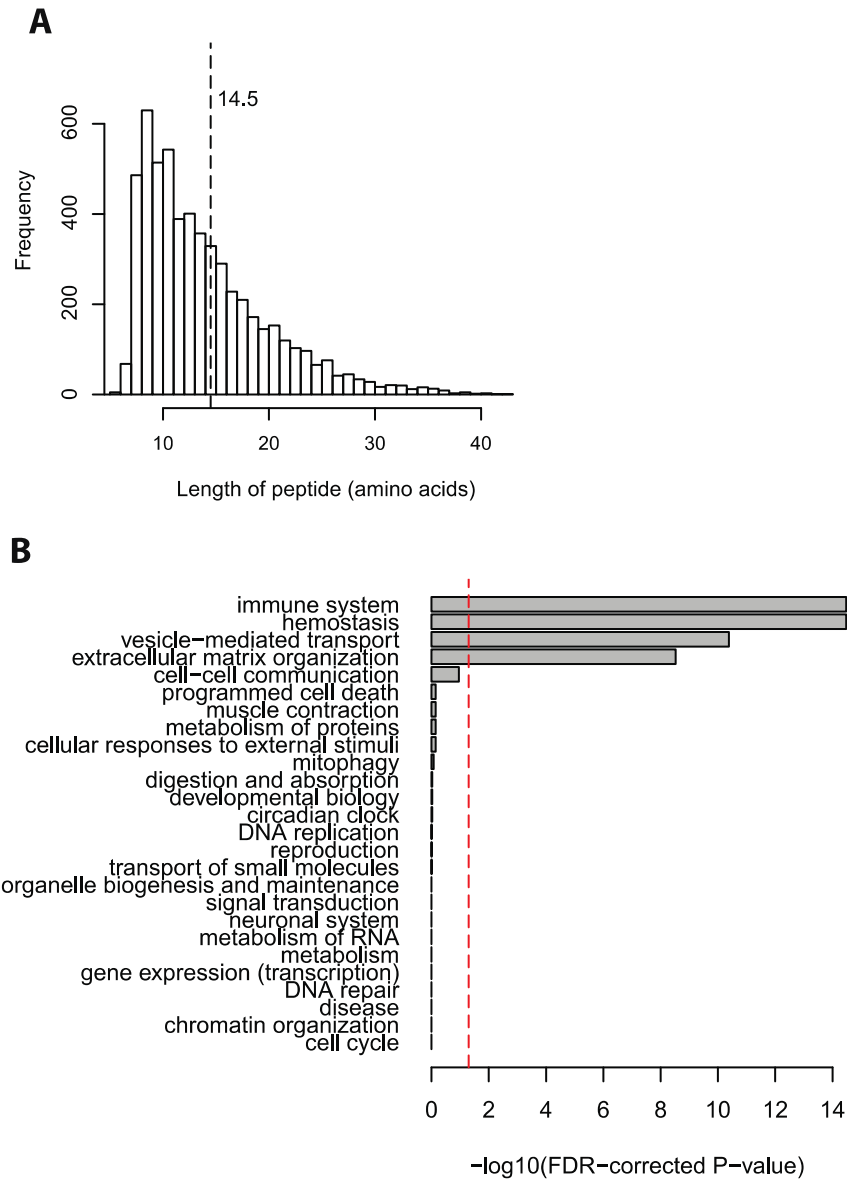 A
14.5
Frequency
600
400
200
0
10 20 30 40
Length of peptide (amino acids)
B
immune system
hemostasis
vesicle−mediated transport
extracellular matrix organization
cell−cell communication
programmed cell death
muscle contraction
metabolism of proteins
cellular responses to external stimuli
mitophagy
digestion and absorption
developmental biology
circadian clock
DNA replication
reproduction
transport of small molecules
organelle biogenesis and maintenance
signal transduction
neuronal system
metabolism of RNA
metabolism
gene expression (transcription)
DNA repair
disease
chromatin organization
cell cycle
0 2 4 6 8 10 12 14
−log10(FDR−corrected P−value)